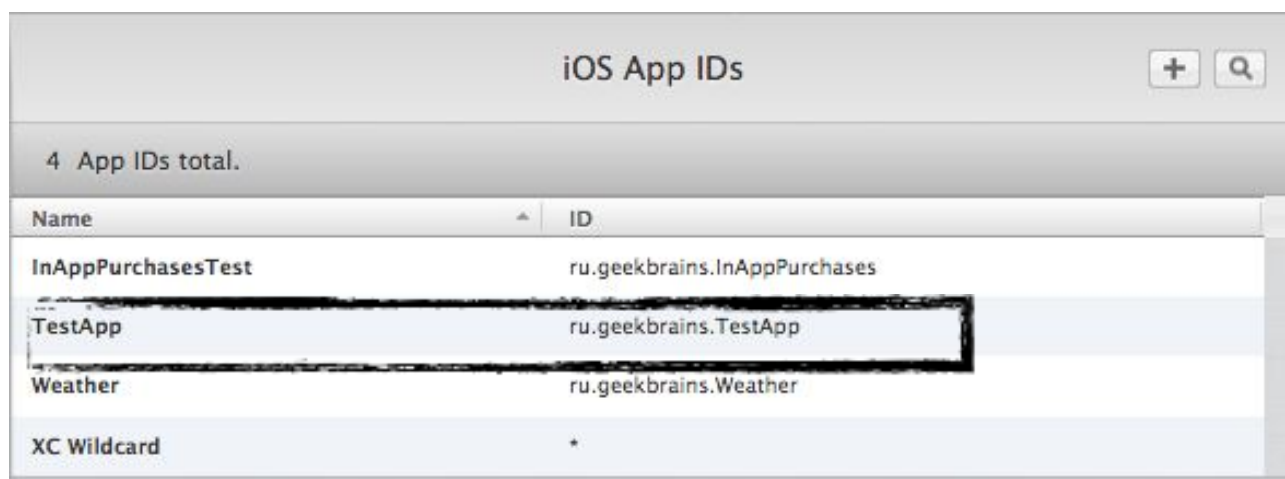 iOS App IDs
4 App IDs total.
Name ID
InAppPurchasesTest ru.geekbrains.InAppPurchases
TestApp ru.geekbrains.TestApp
Weather ru.geekbrains.Weather
XC Wildcard *